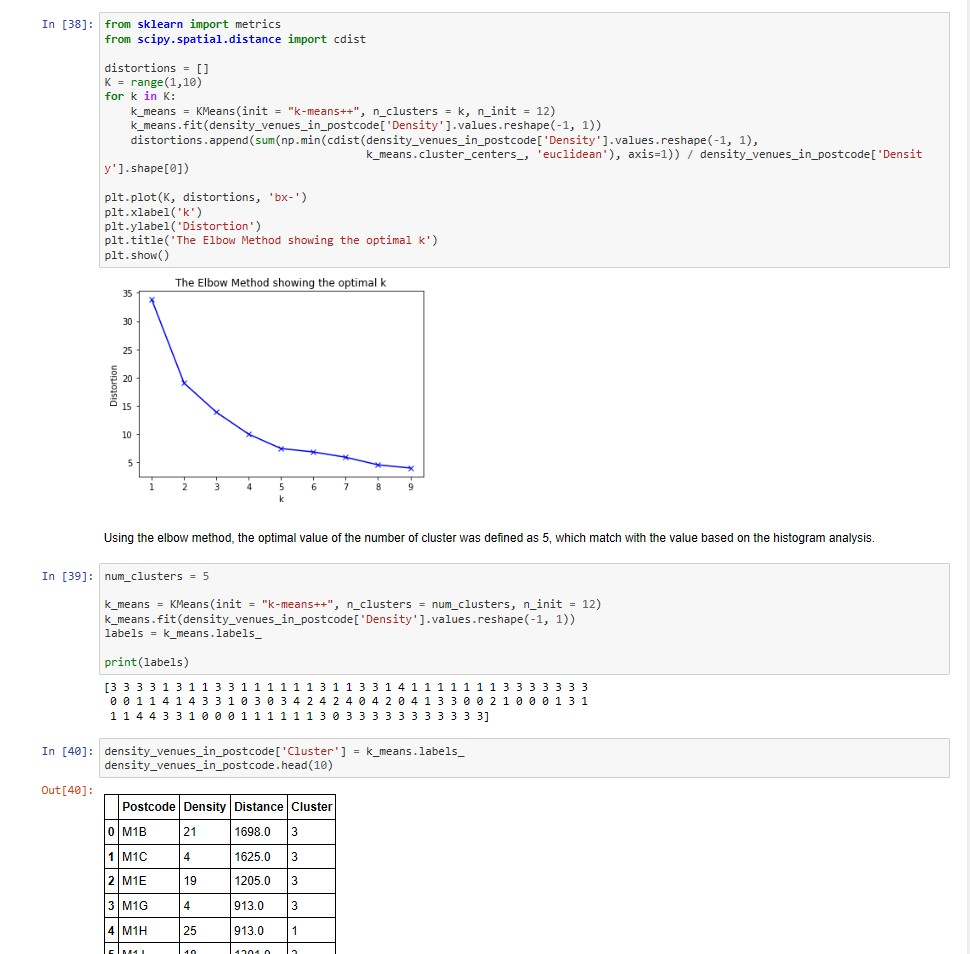 In [38]:
from sklearn import metrics
from scipy.spatial.distance import cdist
distortions = []
K = range(1,10)
for k in K:
    k_means = KMeans(init = "k-means++", n_clusters = k, n_init = 12)
    k_means.fit(density_venues_in_postcode['Density'].values.reshape(-1, 1))
    distortions.append(sum(np.min(cdist(density_venues_in_postcode['Density'].values.reshape(-1, 1),
                                        k_means.cluster_centers_, 'euclidean'), axis=1)) / density_venues_in_postcode['Densit
y'].shape[0])
plt.plot(K, distortions, 'bx-')
plt.xlabel('k')
plt.ylabel('Distortion')
plt.title('The Elbow Method showing the optimal k')
plt.show()
The Elbow Method showing the optimal k
35
30
25
20
15
10
5
Distortion
1 2 3 4 5 6 7 8 9
k
Using the elbow method, the optimal value of the number of cluster was defined as 5, which match with the value based on the histogram analysis.
In [39]:
num_clusters = 5
k_means = KMeans(init = "k-means++", n_clusters = num_clusters, n_init = 12)
k_means.fit(density_venues_in_postcode['Density'].values.reshape(-1, 1))
labels = k_means.labels_
print(labels)
[3 3 3 3 1 3 1 1 3 3 1 1 1 1 1 1 3 1 1 3 3 1 4 1 1 1 1 1 1 1 3 3 3 3 3 3 3
0 0 1 1 4 1 4 3 3 1 0 3 0 3 4 2 4 2 4 0 4 2 0 4 1 3 3 0 0 2 1 0 0 0 1 3 1
1 1 4 4 3 3 1 0 0 0 1 1 1 1 1 1 3 0 3 3 3 3 3 3 3 3 3 3 3]
In [40]:
density_venues_in_postcode['Cluster'] = k_means.labels_
density_venues_in_postcode.head(10)
Out[40]:
Postcode Density Distance Cluster
0 M1B 21 1698.0 3
1 M1C 4 1625.0 3
2 M1E 19 1205.0 3
3 M1G 4 913.0 3
4 M1H 25 913.0 1